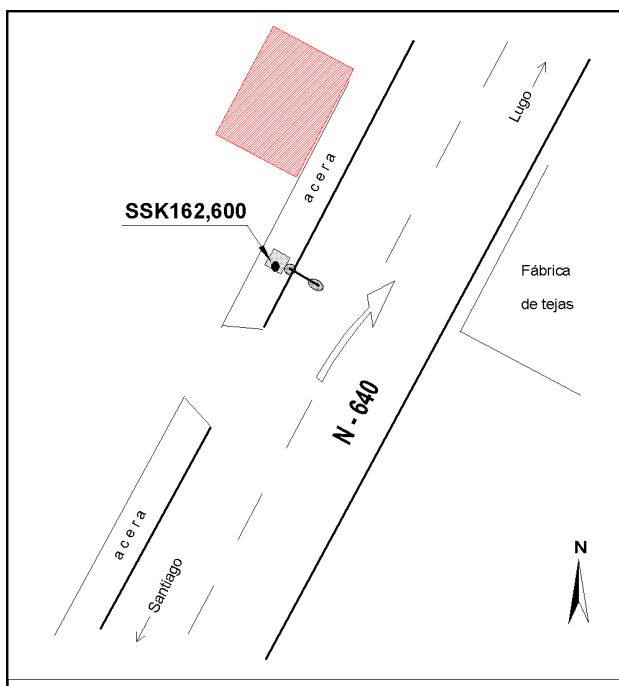 Lugo
acera
SSK162,600
Fábrica
de tejas
N - 640
acera
Santiago
N